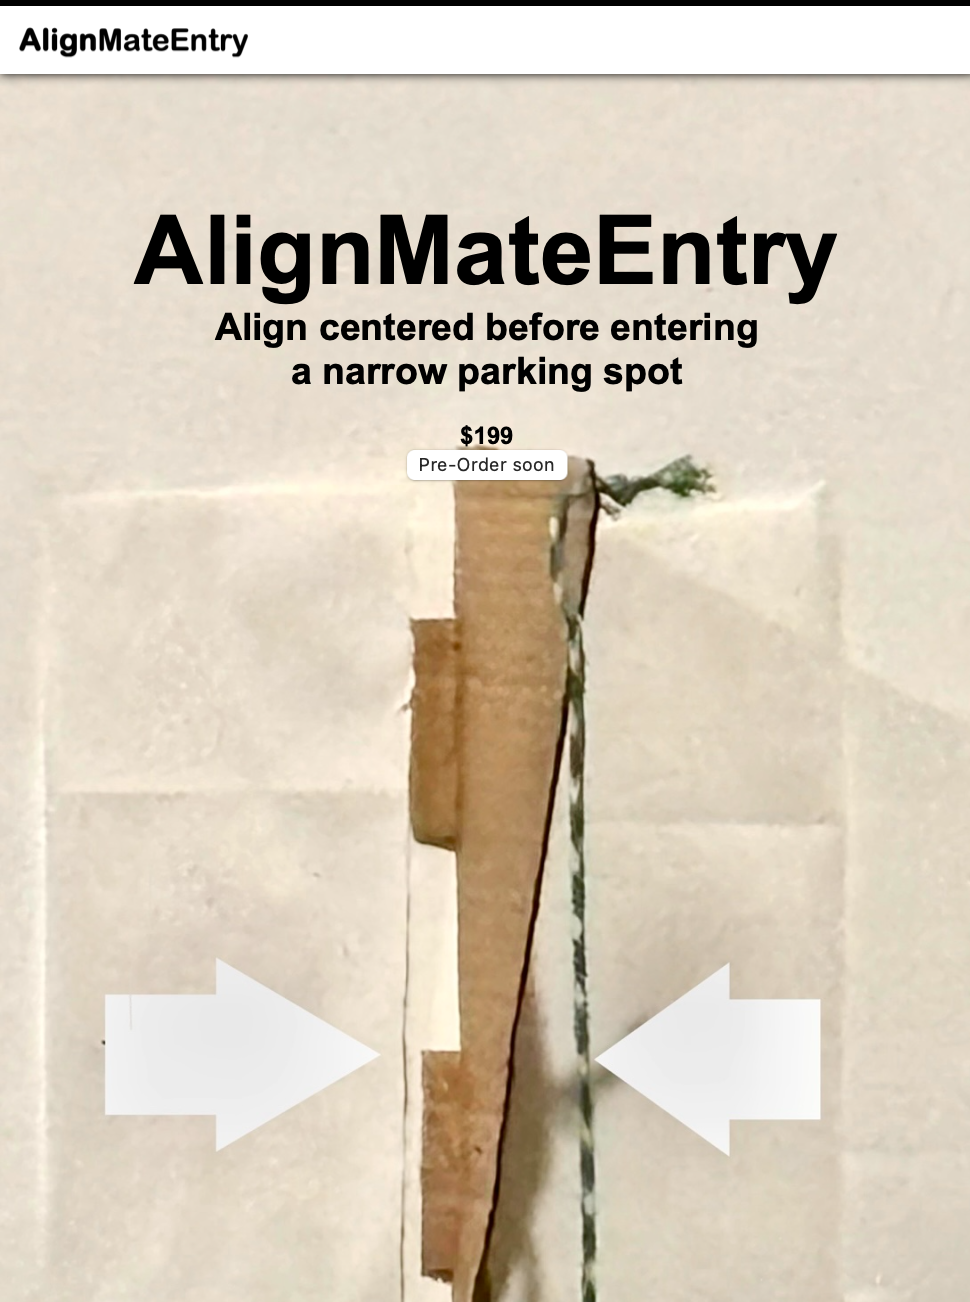 AlignMateEntry
AlignMateEntry
Align centered before entering
a narrow parking spot
$199
Pre-Order soon